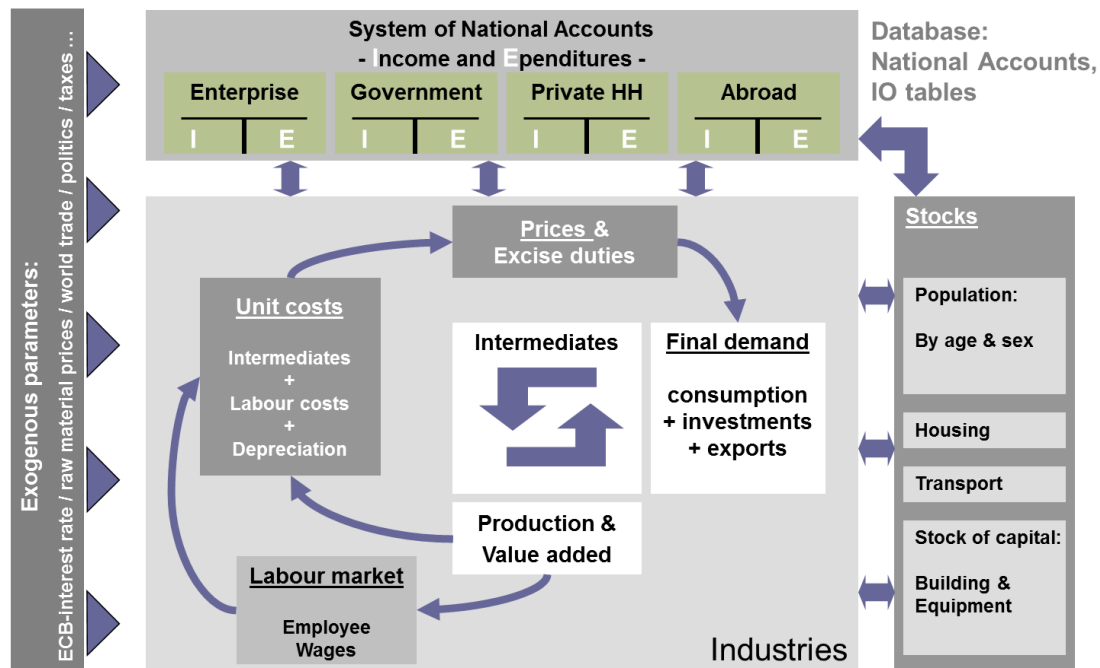 Exogenous parameters:
ECB-interest rate / raw material prices / world trade / politics / taxes ...
System of National Accounts
- Income and Ependitures -
Enterprise
I E
Government
I E
Private HH
I E
Abroad
I E
Database:
National Accounts,
IO tables
Prices &
Excise duties
Unit costs
Intermediates
+
Labour costs
+
Depreciation
Intermediates
Final demand
consumption
+ investments
+ exports
Production &
Value added
Labour market
Employee
Wages
Industries
Stocks
Population:
By age & sex
Housing
Transport
Stock of capital:
Building &
Equipment